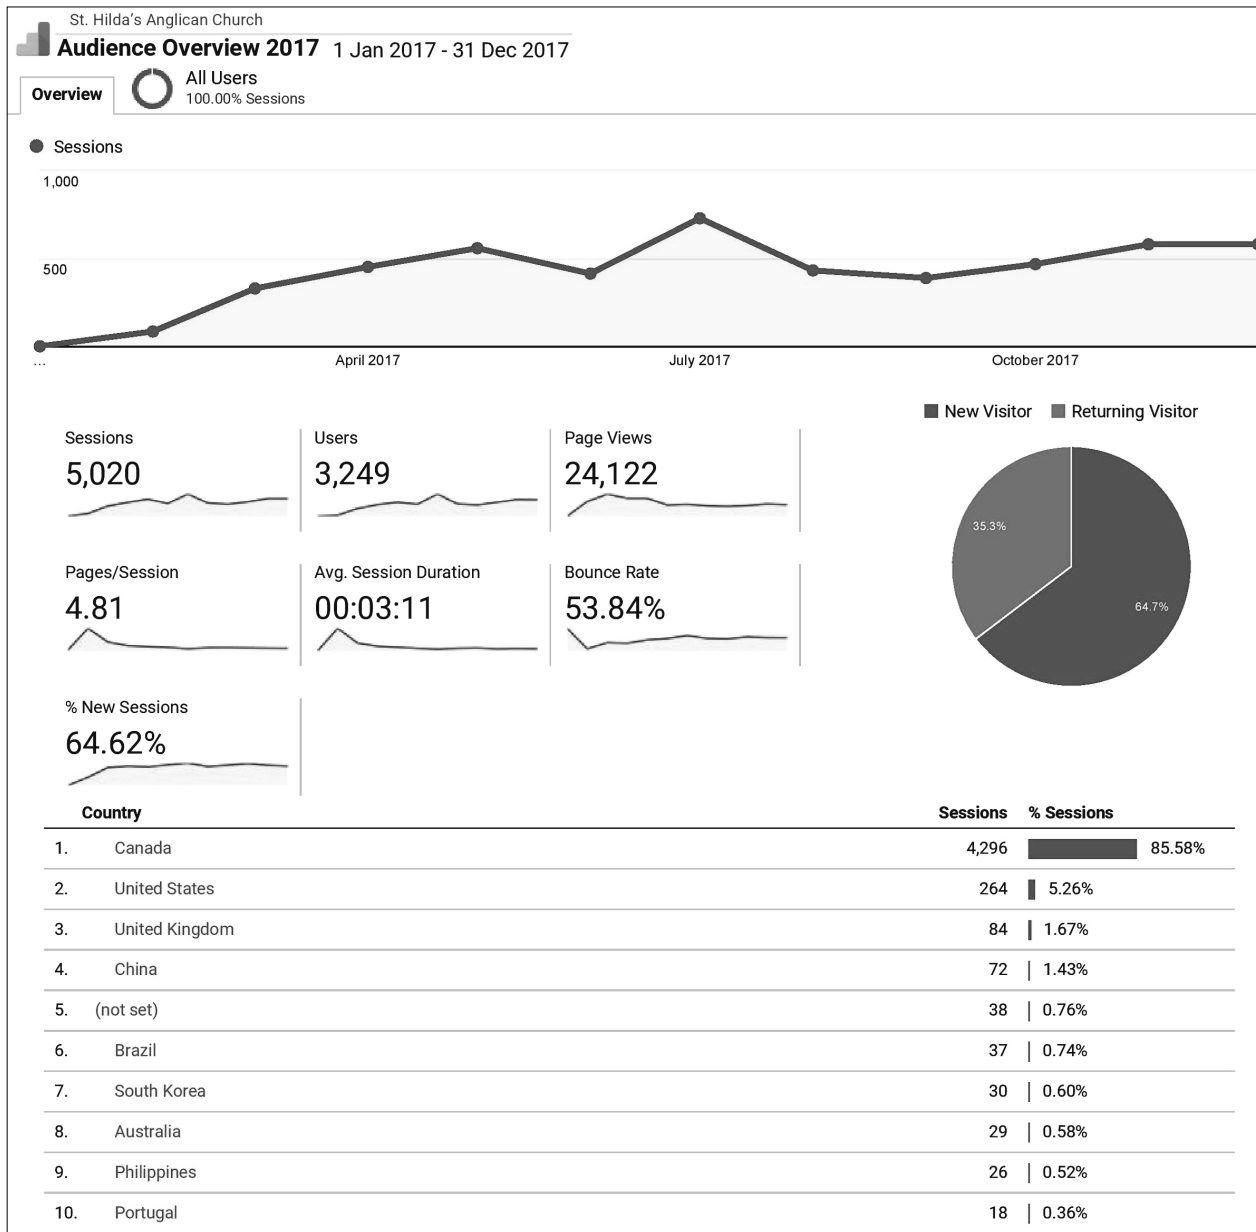 St. Hilda’s Anglican Church
Audience Overview 2017 1 Jan 2017 - 31 Dec 2017
All Users
100.00% Sessions
Overview
Sessions
1,000
500
...
April 2017
July 2017
October 2017
New Visitor Returning Visitor
35.3%
64.7%
Sessions
5,020
Users
3,249
Page Views
24,122
Pages/Session
4.81
Avg. Session Duration
00:03:11
Bounce Rate
53.84%
% New Sessions
64.62%
Country Sessions % Sessions
1. Canada 4,296 85.58%
2. United States 264 5.26%
3. United Kingdom 84 1.67%
4. China 72 1.43%
5. (not set) 38 0.76%
6. Brazil 37 0.74%
7. South Korea 30 0.60%
8. Australia 29 0.58%
9. Philippines 26 0.52%
10. Portugal 18 0.36%